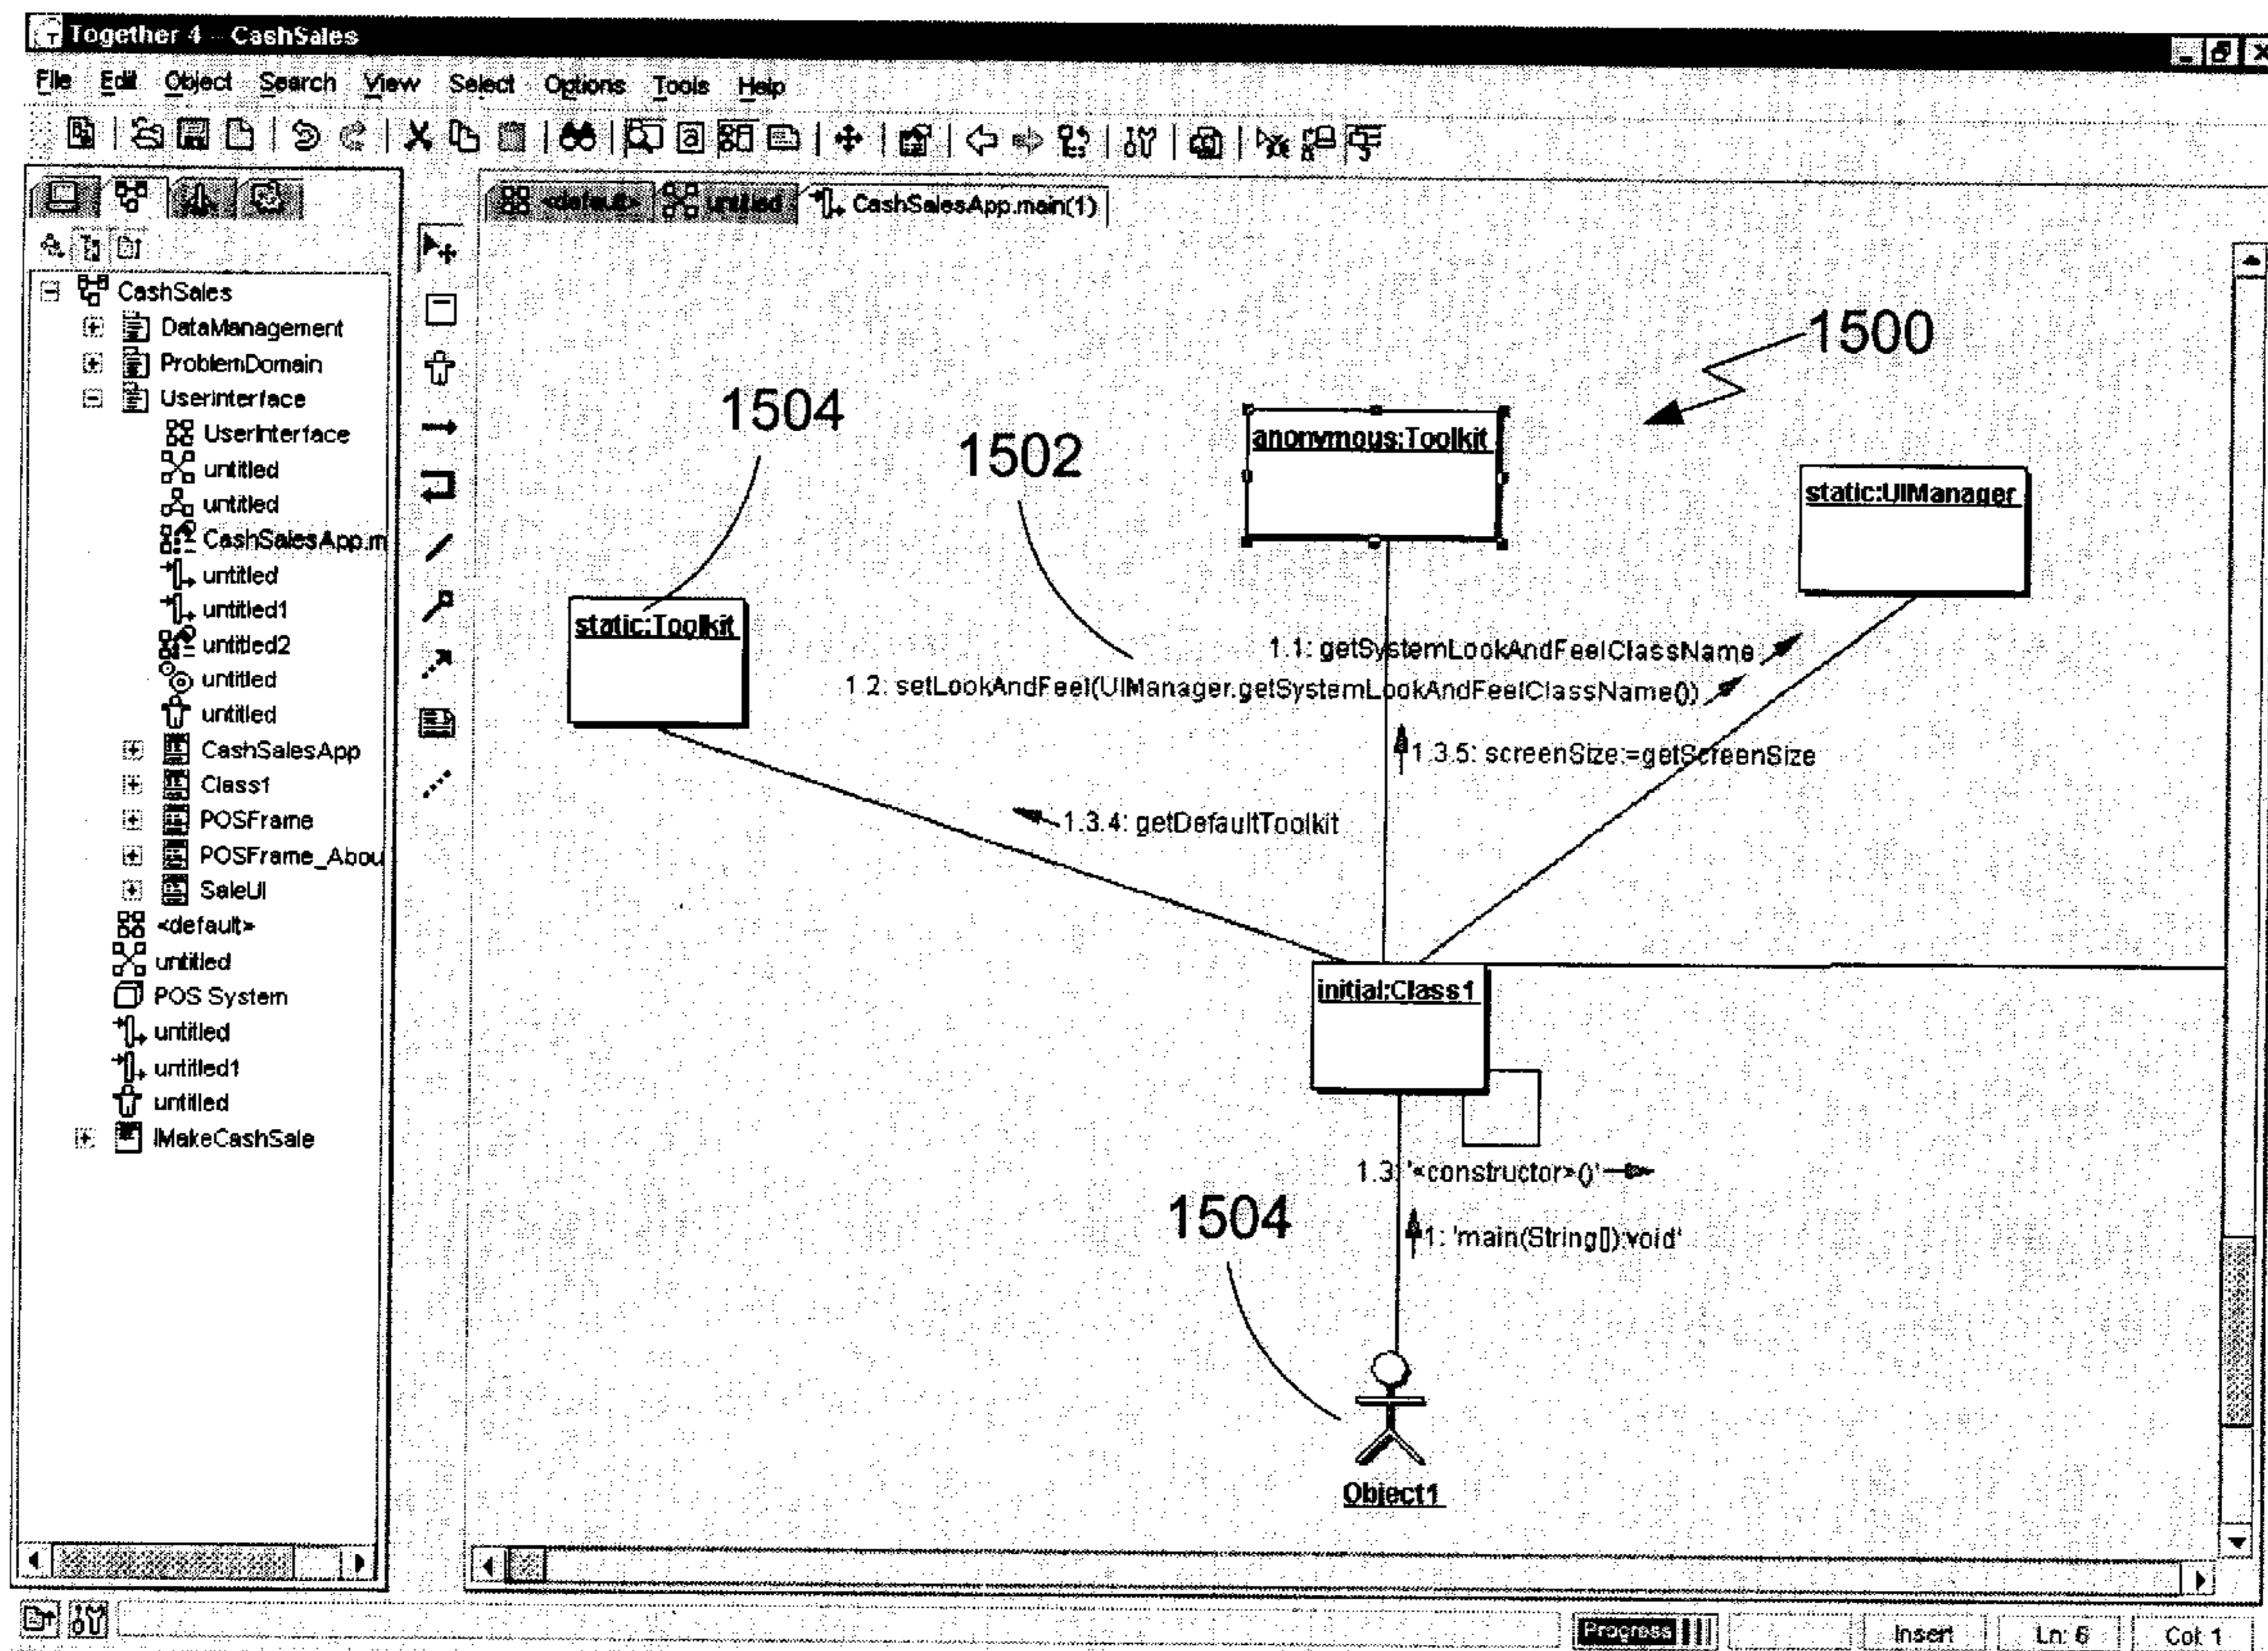 Together 4 - CashSales
File Edit Object Search View Select Options Tools Help
<default> untitled CashSalesApp.main(1)
CashSales
DataManagement
ProblemDomain
UserInterface
UserInterface
untitled
untitled
CashSalesApp.m
untitled
untitled1
untitled2
untitled
untitled
CashSalesApp
Class1
POSFrame
POSFrame_Abou
SaleUI
<default>
untitled
POS System
untitled
untitled1
untitled
IMakeCashSale
1500
1504
1502
anonymous:Toolkit
static:UIManager
static:Toolkit
1.1: getSystemLookAndFeelClassName
1.2: setLookAndFeel(UIManager.getSystemLookAndFeelClassName())
1.3.5: screenSize:=getScreenSize
1.3.4: getDefaultToolkit
initial:Class1
1.3: '<constructor>()'
1504
1: 'main(String[]):void'
Object1
Progress Insert Ln: 6 Col: 1